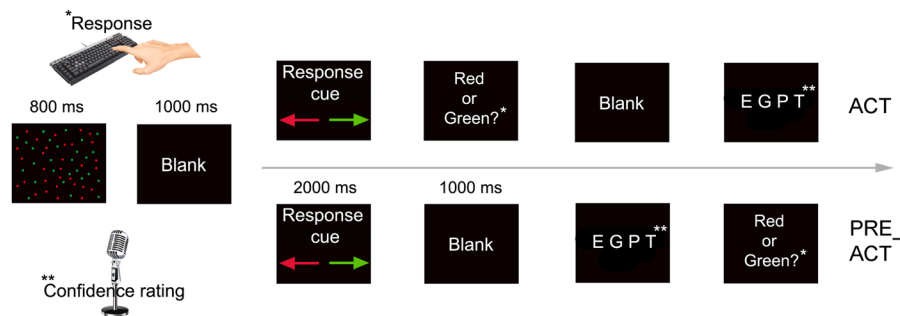 *Response
800 ms
1000 ms
Blank
**Confidence rating
Response
cue
Red
or
Green?*
Blank
E G P T**
ACT
2000 ms
1000 ms
Response
cue
Blank
E G P T**
Red
or
Green?*
PRE_
ACT